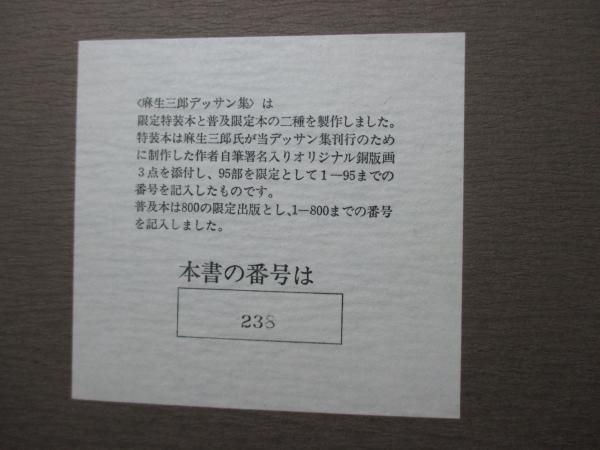 〈麻生三郎デッサン集〉は
限定特装本と普及限定本の二種を製作しました。
特装本は麻生三郎氏が当デッサン集刊行のため
に制作した作者自筆署名入りオリジナル銅版画
3点を添付し、95部を限定として1―95までの
番号を記入したものです。
普及本は800の限定出版とし、1―800までの番号
を記入しました。
本書の番号は
238